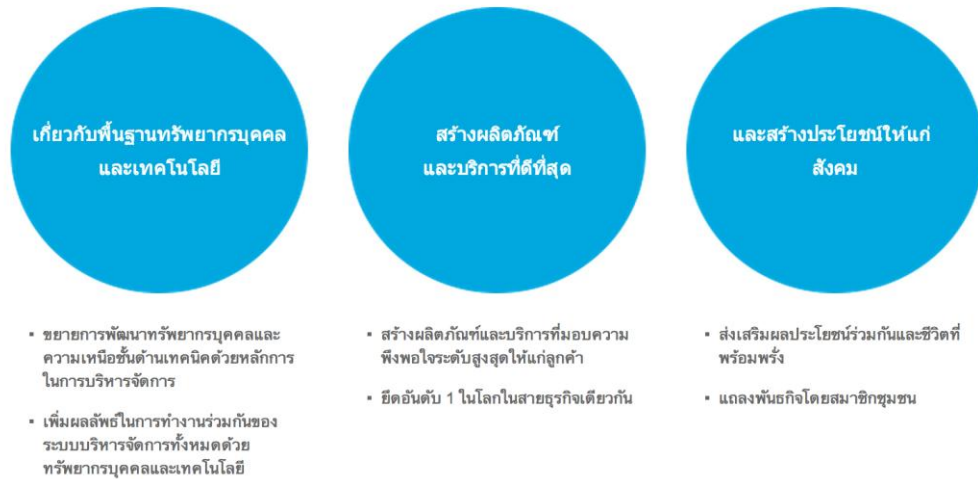 เกี่ยวกับพื้นฐานทรัพยากรบุคคล
และเทคโนโลยี
สร้างผลิตภัณฑ์
และบริการที่ดีที่สุด
และสร้างประโยชน์ให้แก่
สังคม
▪ ขยายการพัฒนาทรัพยากรบุคคลและ
ความเหนือชั้นด้านเทคนิคด้วยหลักการ
ในการบริหารจัดการ
▪ เพิ่มผลลัพธ์ในการทำงานร่วมกันของ
ระบบบริหารจัดการทั้งหมดด้วย
ทรัพยากรบุคคลและเทคโนโลยี
▪ สร้างผลิตภัณฑ์และบริการที่มอบความ
พึงพอใจระดับสูงสุดให้แก่ลูกค้า
▪ ยึดอันดับ 1 ในโลกในสายธุรกิจเดียวกัน
▪ ส่งเสริมผลประโยชน์ร่วมกันและชีวิตที่
พร้อมพรั่ง
▪ แถลงพันธกิจโดยสมาชิกชุมชน